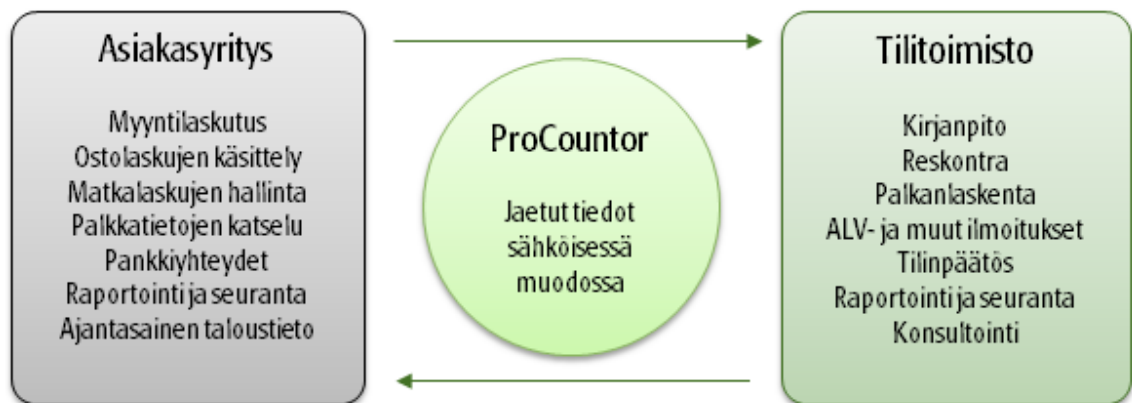 Asiakasyritys
Myyntilaskutus
Ostolaskujen käsittely
Matkalaskujen hallinta
Palkkatietojen katselu
Pankkiyhteydet
Raportointi ja seuranta
Ajantasainen taloustieto
ProCountor
Jaetut tiedot
sähköisessä
muodossa
Tilitoimisto
Kirjanpito
Reskontra
Palkanlaskenta
ALV- ja muut ilmoitukset
Tilinpäätös
Raportointi ja seuranta
Konsultointi